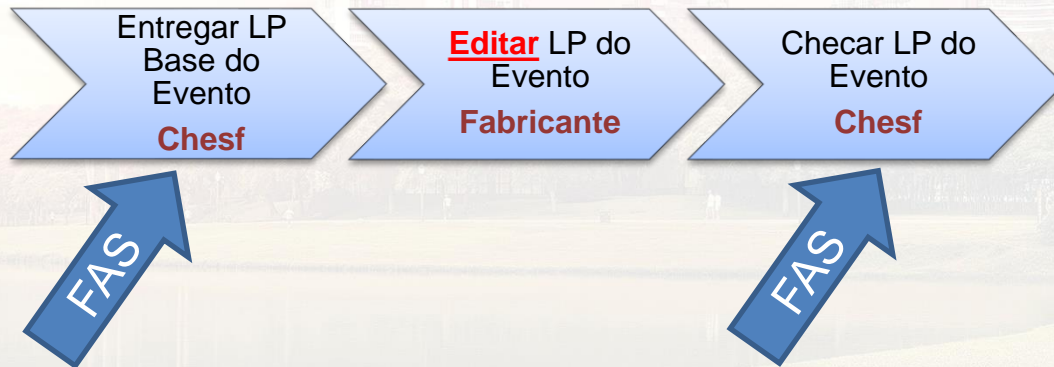 Entregar LP
Base do
Evento
Chesf
Editar LP do
Evento
Fabricante
Checar LP do
Evento
Chesf
FAS
FAS